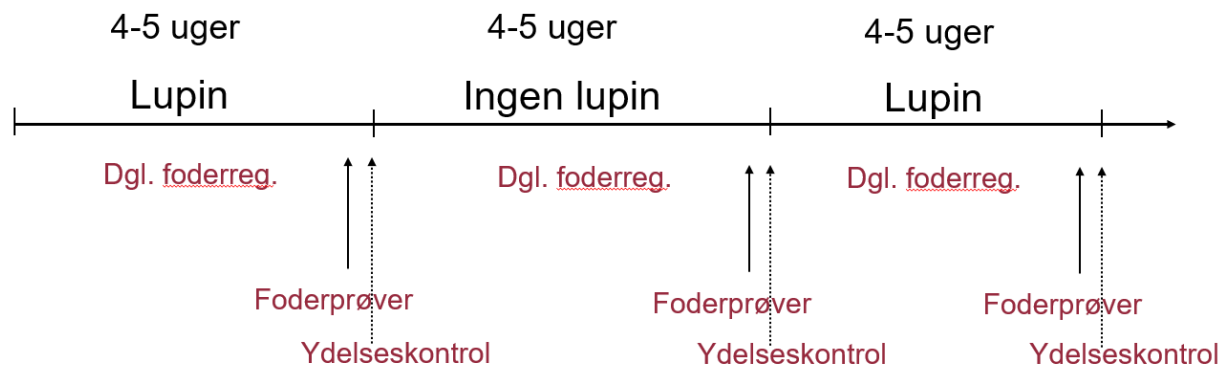 4-5 uger 4-5 uger 4-5 uger
Lupin Ingen lupin Lupin
Dgl. foderreg. Dgl. foderreg. Dgl. foderreg.
Foderprøver Foderprøver Foderprøver
Ydelseskontrol Ydelseskontrol Ydelseskontrol